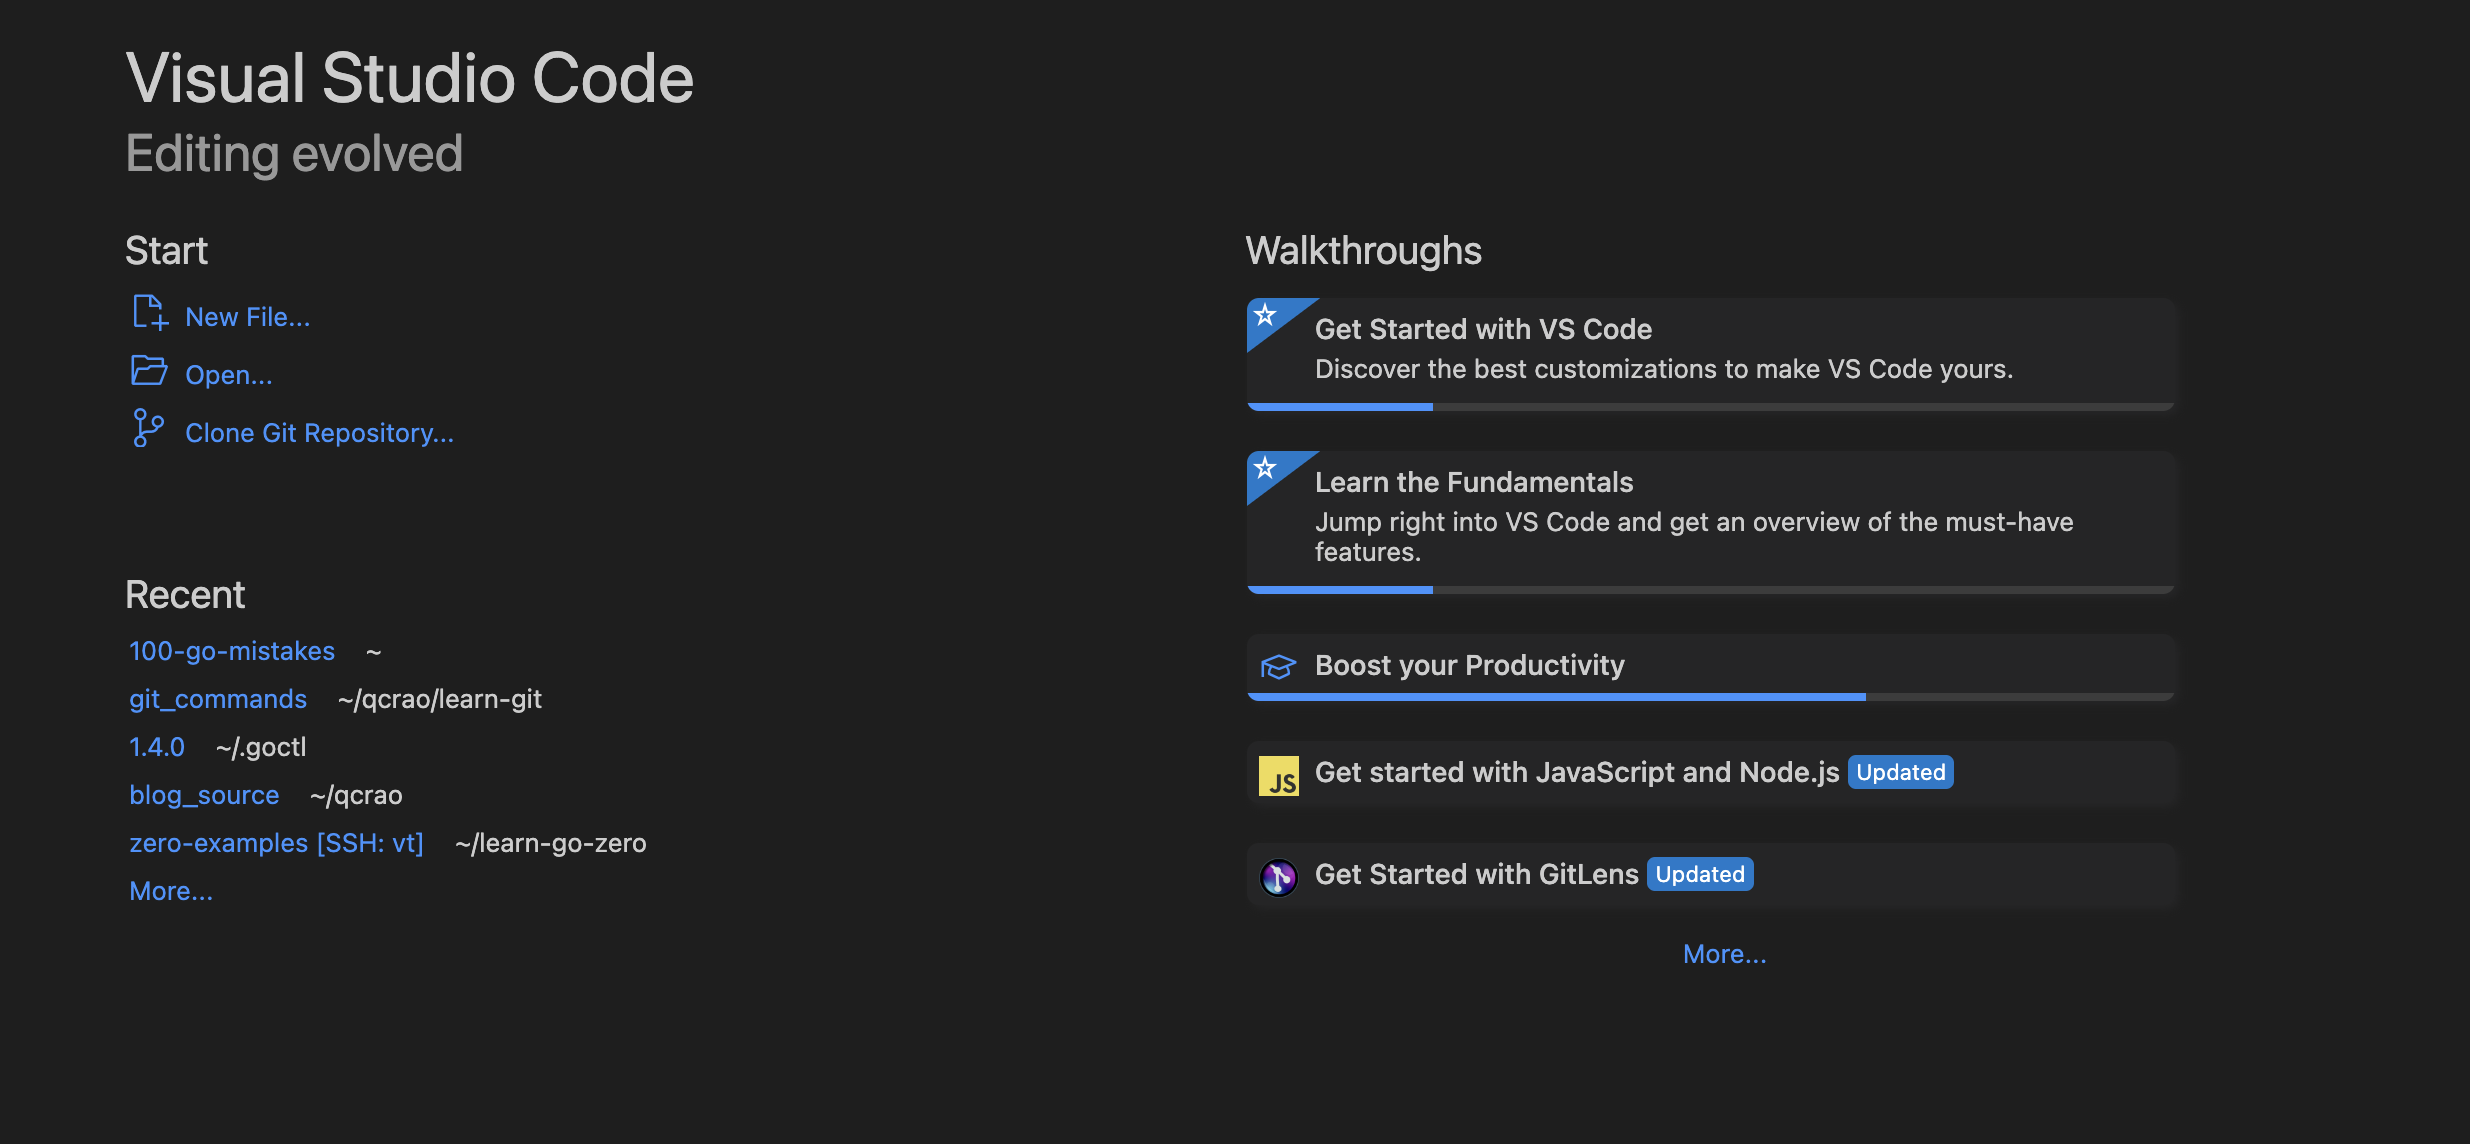 Visual Studio Code
Editing evolved
Start
New File...
Open...
Clone Git Repository...
Recent
100-go-mistakes ~
git_commands ~/qcrao/learn-git
1.4.0 ~/.goctl
blog_source ~/qcrao
zero-examples [SSH: vt] ~/learn-go-zero
More...
Walkthroughs
Get Started with VS Code
Discover the best customizations to make VS Code yours.
Learn the Fundamentals
Jump right into VS Code and get an overview of the must-have
features.
Boost your Productivity
JS Get started with JavaScript and Node.js Updated
Get Started with GitLens Updated
More...